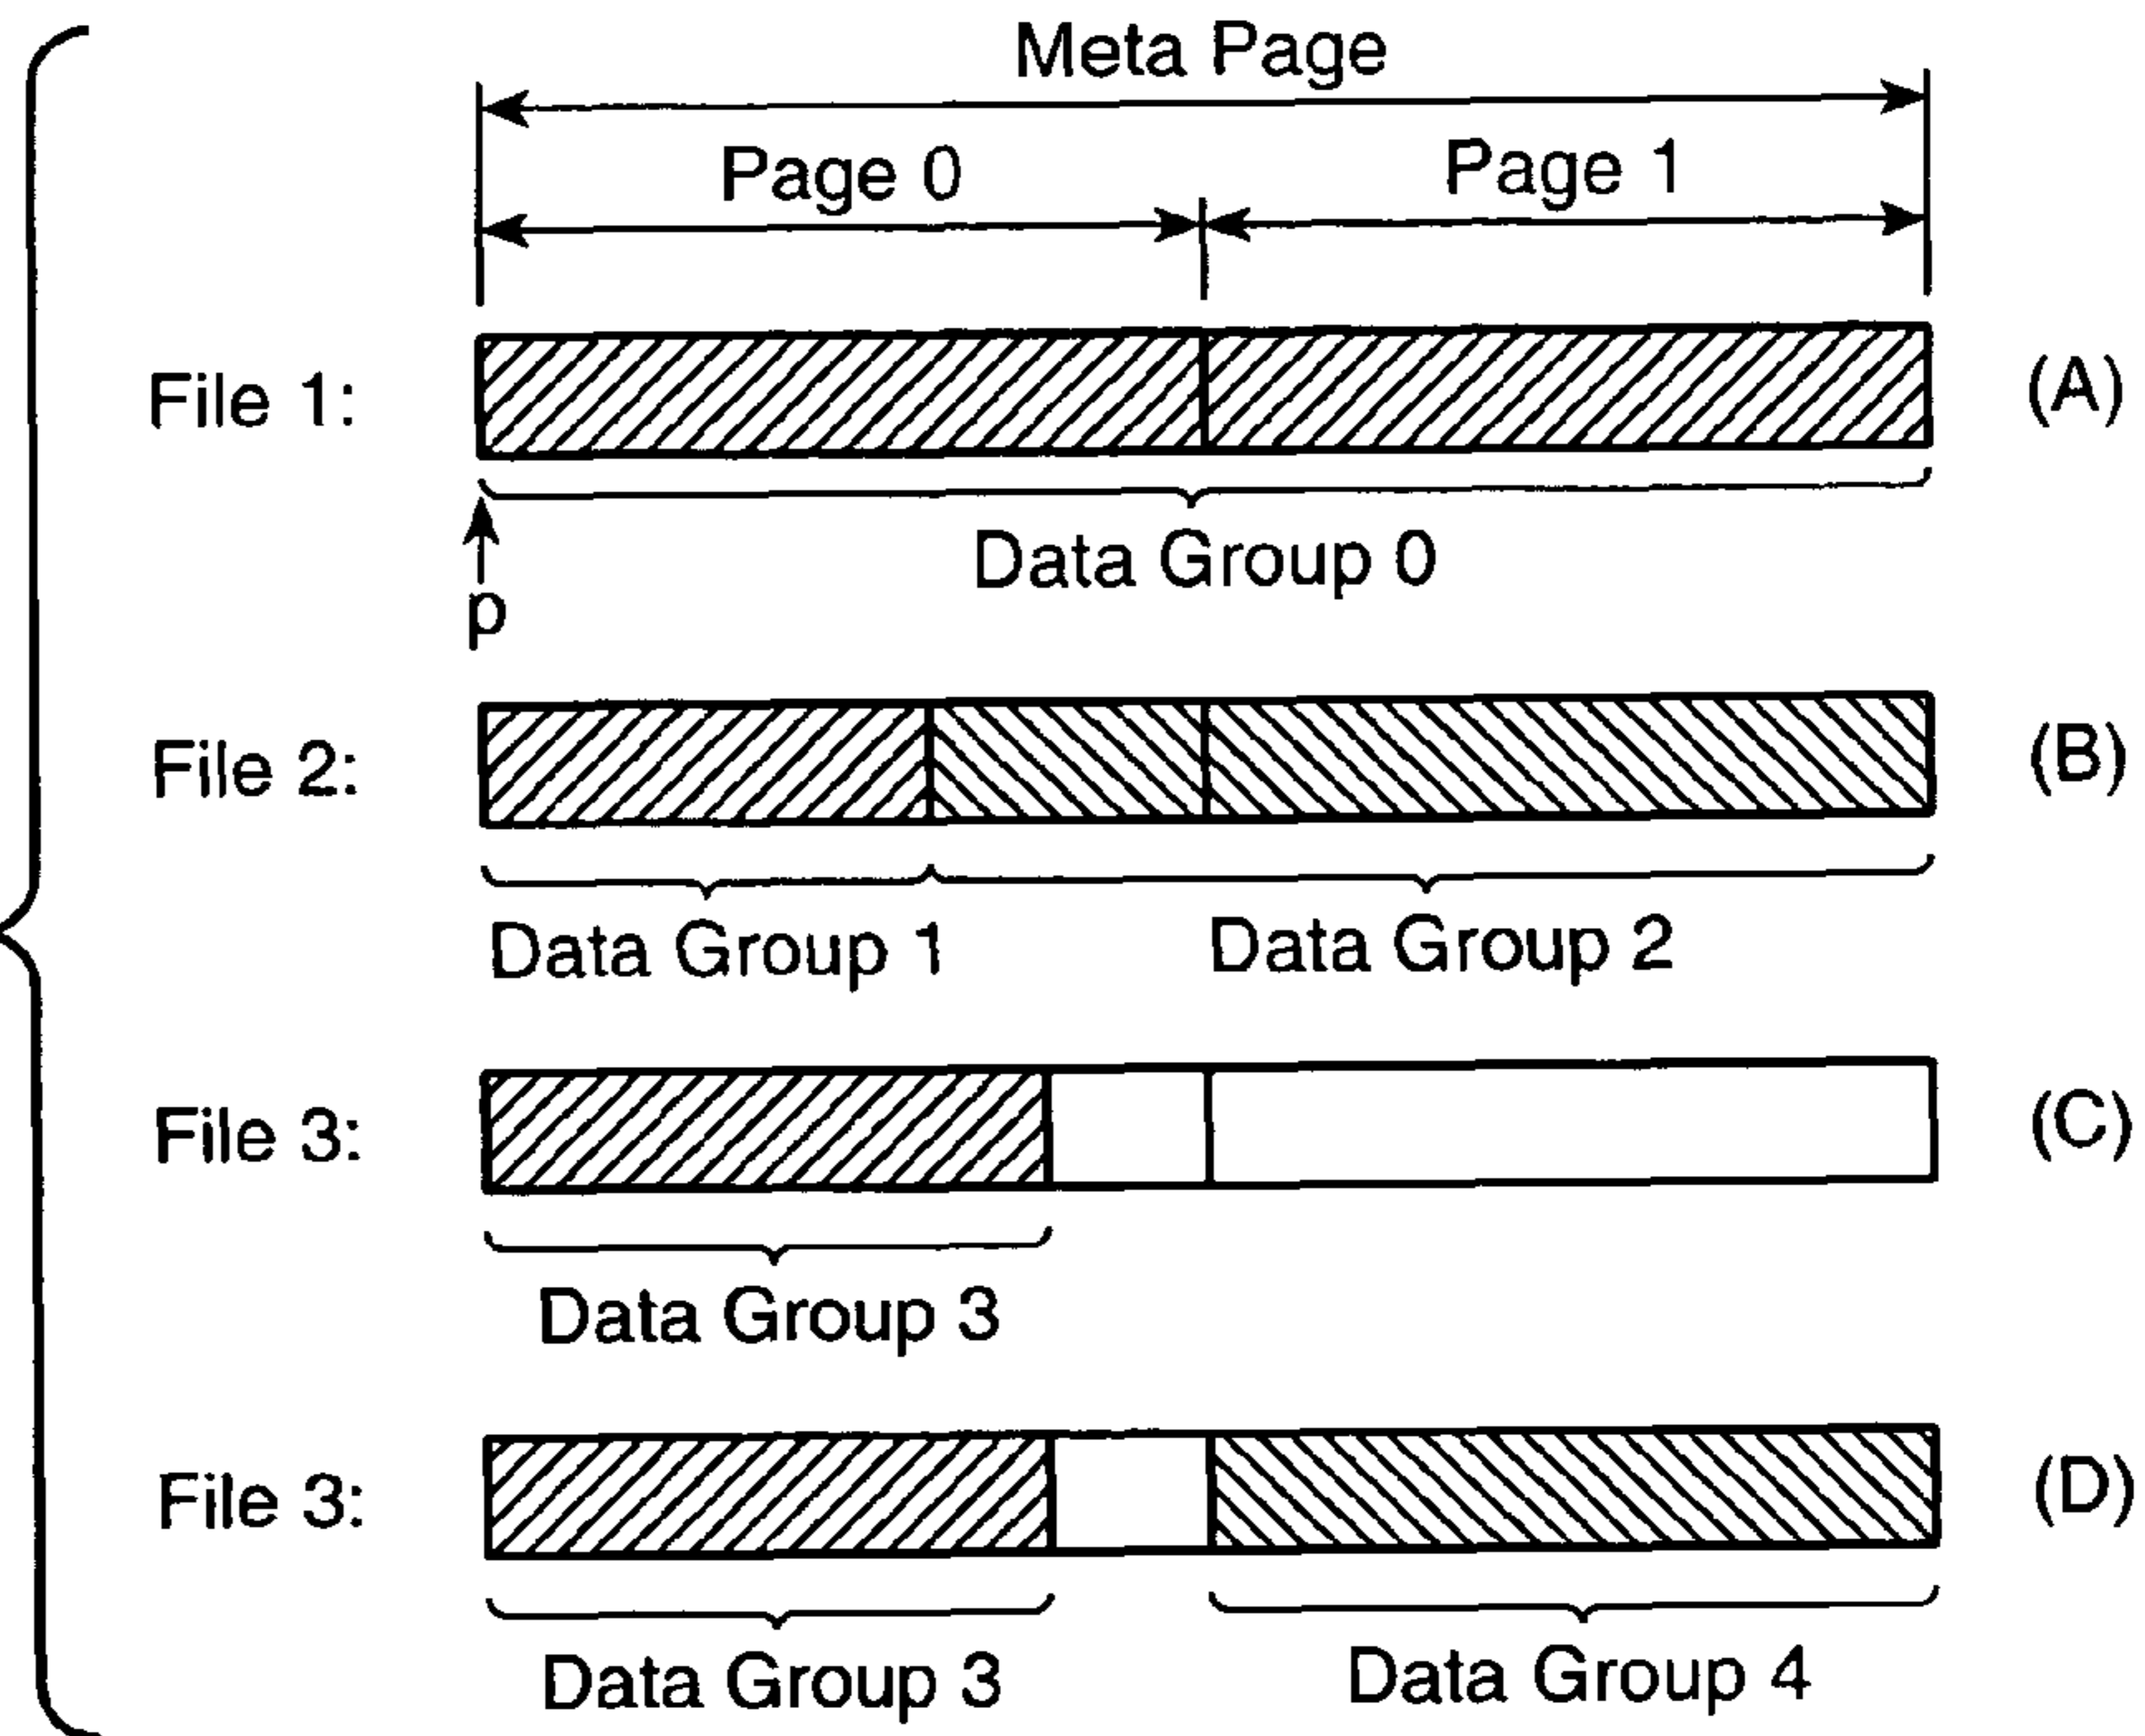 Meta Page
Page 0 Page 1
File 1: (A)
Data Group 0
p
File 2: (B)
Data Group 1 Data Group 2
File 3: (C)
Data Group 3
File 3: (D)
Data Group 3 Data Group 4